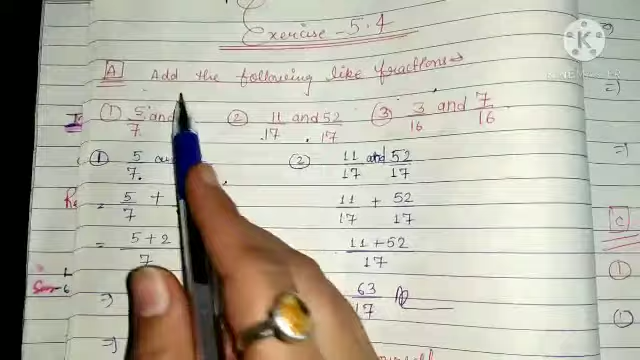 Exercise - 5.4
KINEMASTER
A Add the following like fractions →
① 5/7 and ② 11/17 and 52/17 ③ 3/16 and 7/16
① 5/7 ② 11/17 and 52/17
= 5/7 + 11/17 + 52/17
= 5+2/7 11+52/17
⇒ 63/17
⇒
C
①